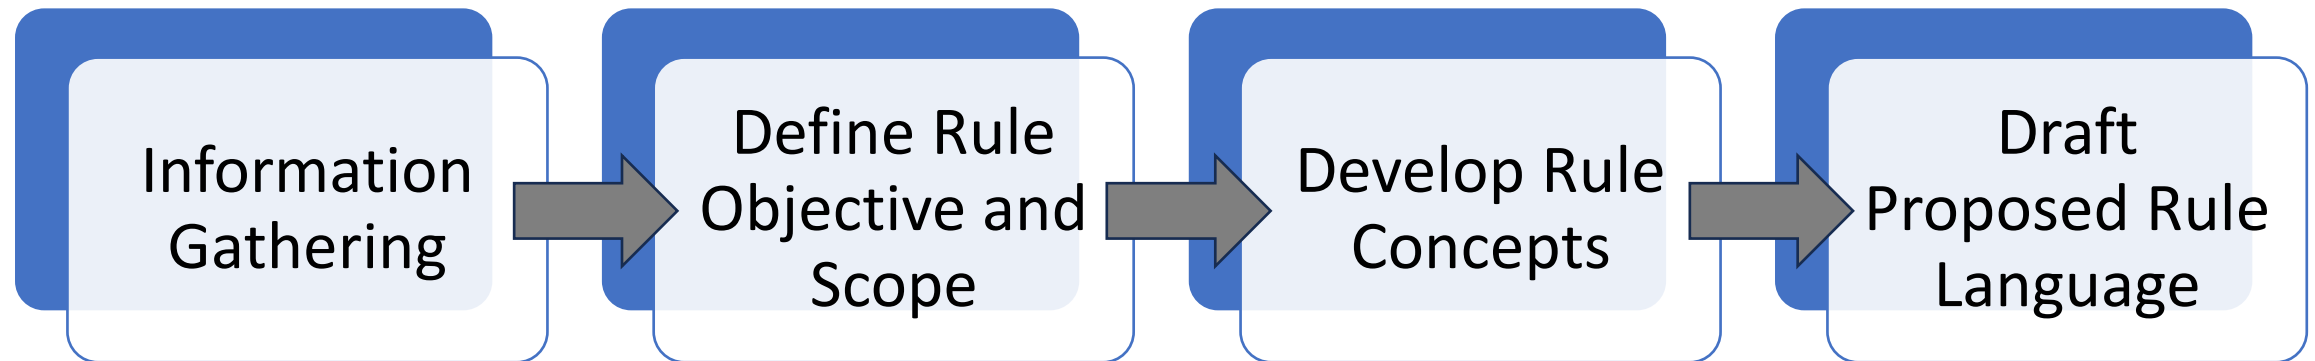 Information
Gathering
Define Rule
Objective and
Scope
Develop Rule
Concepts
Draft
Proposed Rule
Language